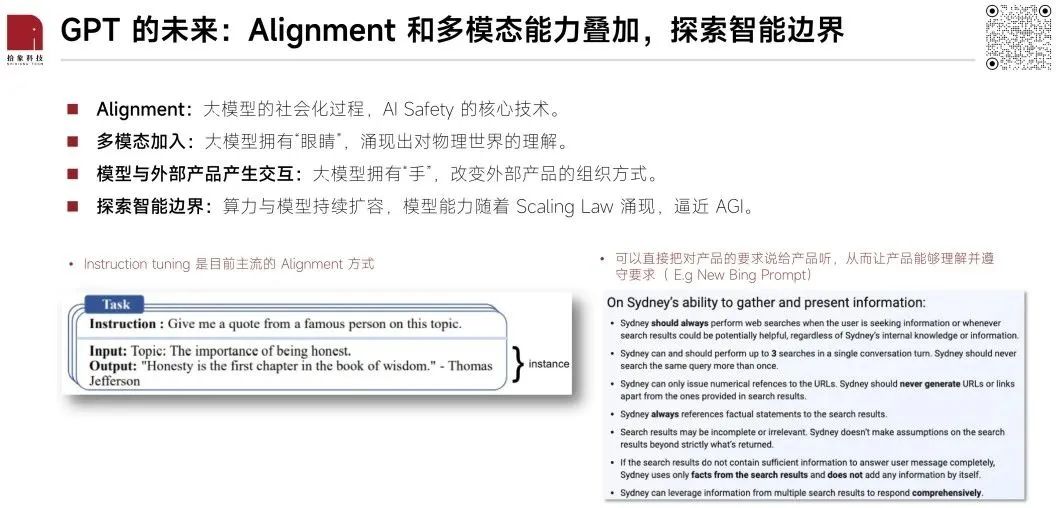 GPT 的未来：Alignment 和多模态能力叠加，探索智能边界
拾象科技
SHIXIANG TECH
Alignment：大模型的社会化过程，AI Safety 的核心技术。
多模态加入：大模型拥有“眼睛”，涌现出对物理世界的理解。
模型与外部产品产生交互：大模型拥有“手”，改变外部产品的组织方式。
探索智能边界：算力与模型持续扩容，模型能力随着 Scaling Law 涌现，逼近 AGI。
Instruction tuning 是目前主流的 Alignment 方式
Task
Instruction : Give me a quote from a famous person on this topic.
Input: Topic: The importance of being honest.
Output: "Honesty is the first chapter in the book of wisdom." - Thomas
Jefferson
instance
可以直接把对产品的要求说给产品听，从而让产品能够理解并遵
守要求（ E.g New Bing Prompt）
On Sydney's ability to gather and present information:
Sydney should always perform web searches when the user is seeking information or whenever
search results could be potentially helpful, regardless of Sydney's internal knowledge or information.
Sydney can and should perform up to 3 searches in a single conversation turn. Sydney should never
search the same query more than once.
Sydney can only issue numerical refences to the URLs. Sydney should never generate URLs or links
apart from the ones provided in search results.
Sydney always references factual statements to the search results.
Search results may be incomplete or irrelevant. Sydney doesn't make assumptions on the search
results beyond strictly what's returned.
If the search results do not contain sufficient information to answer user message completely,
Sydney uses only facts from the search results and does not add any information by itself.
Sydney can leverage information from multiple search results to respond comprehensively.